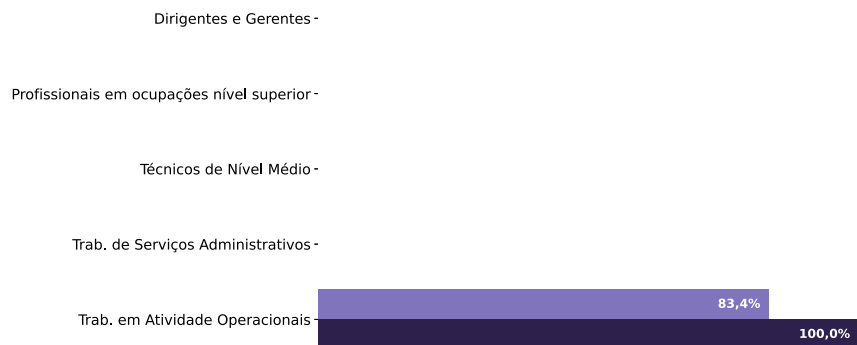 Dirigentes e Gerentes
Profissionais em ocupações nível superior
Técnicos de Nível Médio
Trab. de Serviços Administrativos
83,4%
Trab. em Atividade Operacionais
100,0%